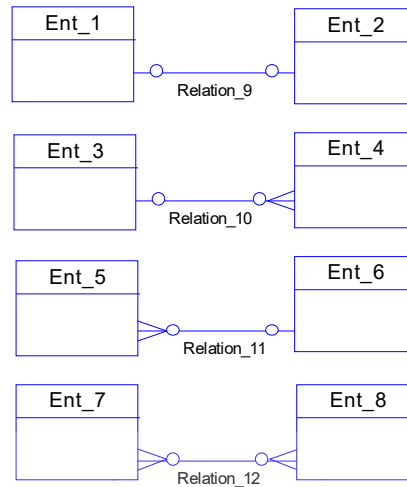 Ent_1
Ent_2
Relation_9
Ent_3
Ent_4
Relation_10
Ent_5
Ent_6
Relation_11
Ent_7
Ent_8
Relation_12